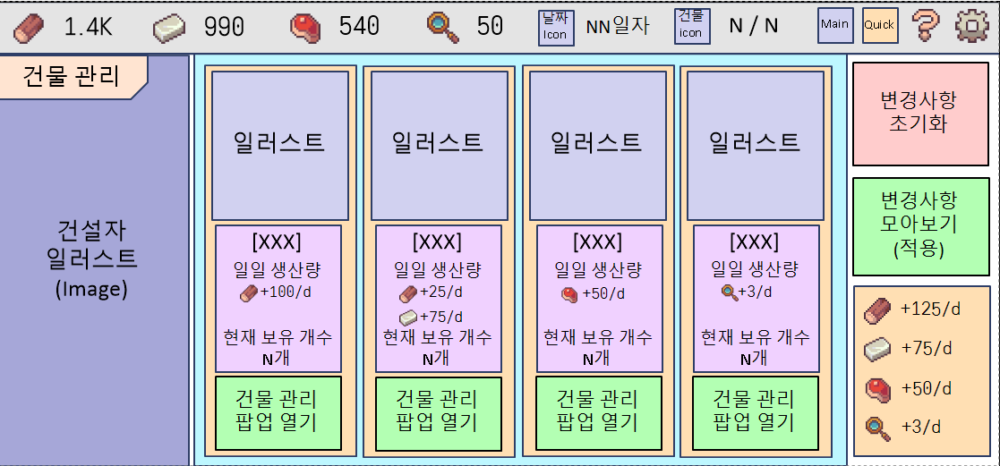 1.4K
990
540
50
날짜
Icon
NN일자
건물
icon
N / N
Main
Quick
건물 관리
건설자
일러스트
(Image)
일러스트
[XXX]
일일 생산량
+100/d
현재 보유 개수
N개
건물 관리
팝업 열기
일러스트
[XXX]
일일 생산량
+25/d
+75/d
현재 보유 개수
N개
건물 관리
팝업 열기
일러스트
[XXX]
일일 생산량
+50/d
현재 보유 개수
N개
건물 관리
팝업 열기
일러스트
[XXX]
일일 생산량
+3/d
현재 보유 개수
N개
건물 관리
팝업 열기
변경사항
초기화
변경사항
모아보기
(적용)
+125/d
+75/d
+50/d
+3/d